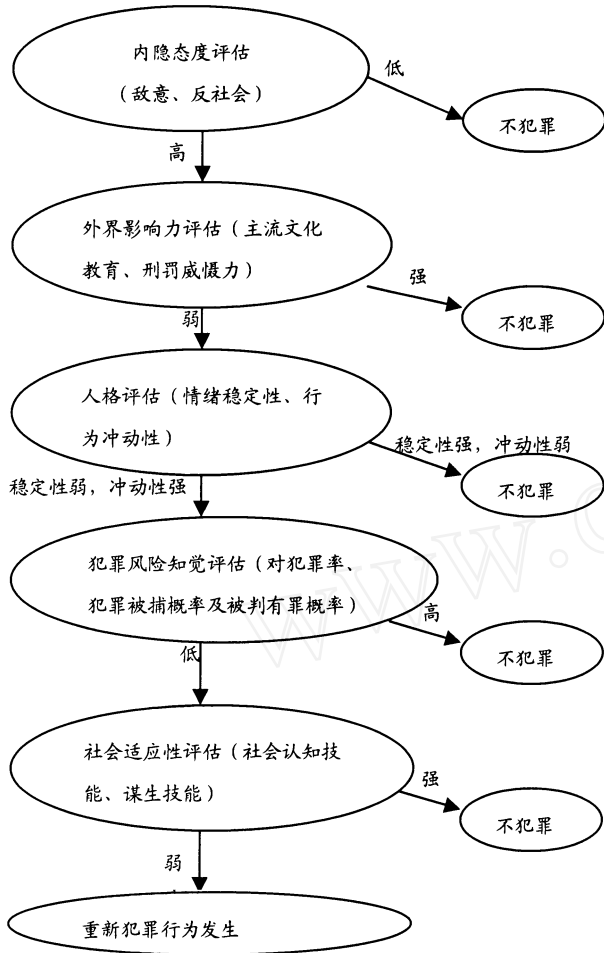 内隐态度评估
（敌意、反社会）
低
不犯罪
高
外界影响力评估（主流文化
教育、刑罚威慑力）
强
不犯罪
弱
人格评估（情绪稳定性、行
为冲动性）
稳定性强，冲动性弱
不犯罪
稳定性弱，冲动性强
犯罪风险知觉评估（对犯罪率、
犯罪被捕概率及被判有罪概率）
高
不犯罪
低
社会适应性评估（社会认知技
能、谋生技能）
强
不犯罪
弱
重新犯罪行为发生
www.